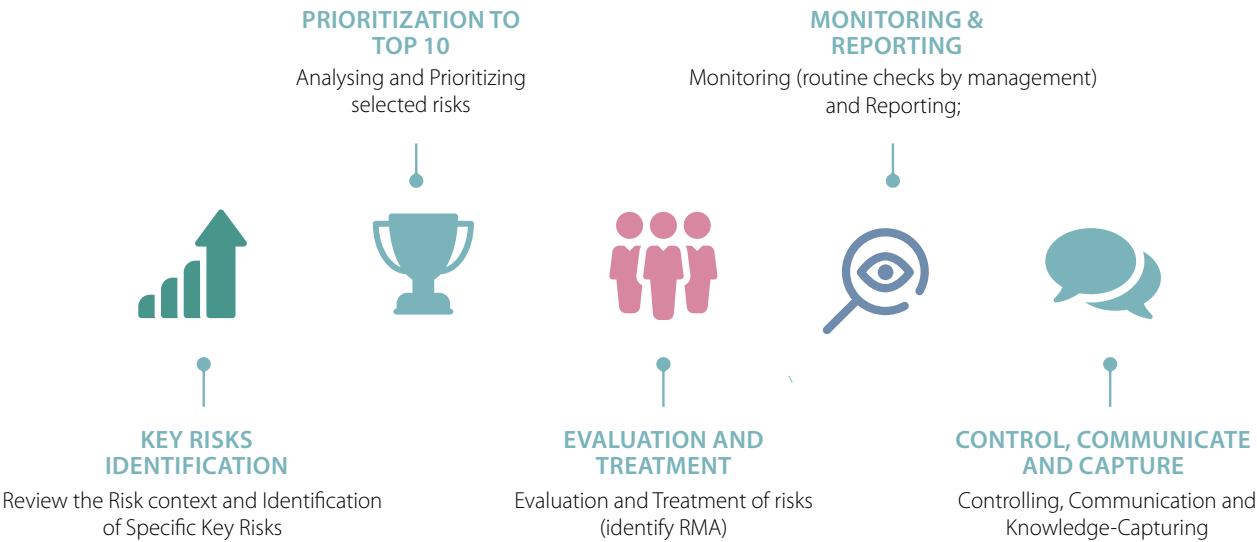 PRIORITIZATION TO
TOP 10
Analysing and Prioritizing
selected risks
MONITORING &
REPORTING
Monitoring (routine checks by management)
and Reporting;
KEY RISKS
IDENTIFICATION
Review the Risk context and Identification
of Specific Key Risks
EVALUATION AND
TREATMENT
Evaluation and Treatment of risks
(identify RMA)
CONTROL, COMMUNICATE
AND CAPTURE
Controlling, Communication and
Knowledge-Capturing